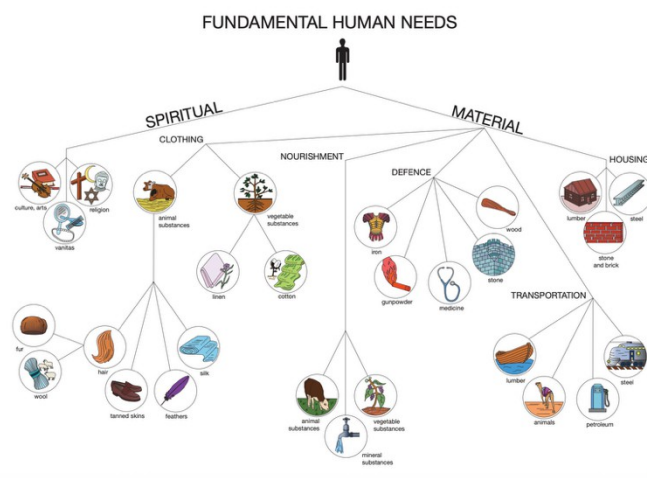 FUNDAMENTAL HUMAN NEEDS
SPIRITUAL
MATERIAL
culture, arts
religion
vanitas
CLOTHING
animal
substances
vegetable
substances
linen
cotton
fur
wool
hair
tanned skins
feathers
silk
NOURISHMENT
animal
substances
vegetable
substances
mineral
substances
DEFENCE
iron
gunpowder
medicine
stone
wood
HOUSING
lumber
steel
stone
and brick
TRANSPORTATION
lumber
animals
petroleum
steel